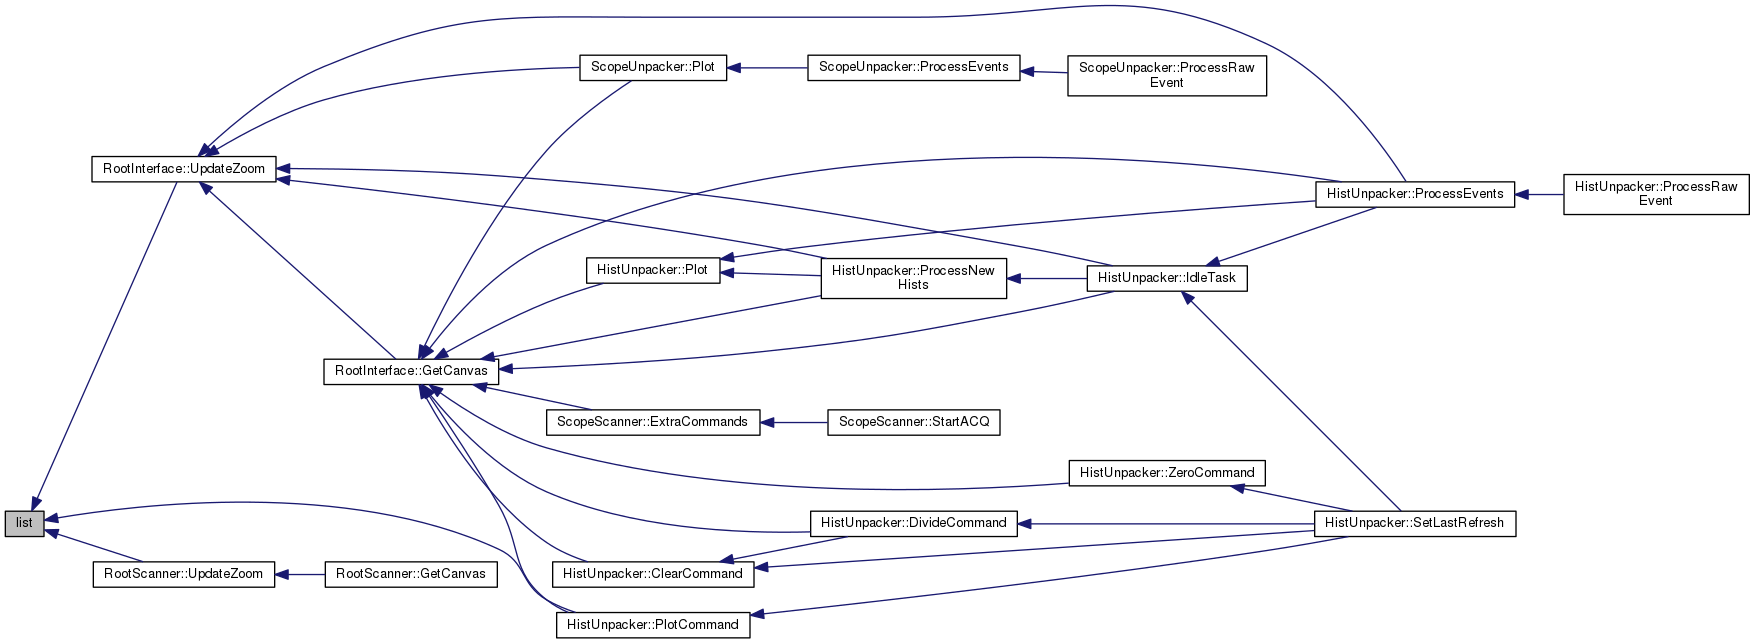 ScopeUnpacker::Plot
ScopeUnpacker::ProcessEvents
ScopeUnpacker::ProcessRaw
Event
RootInterface::UpdateZoom
HistUnpacker::ProcessEvents
HistUnpacker::ProcessRaw
Event
HistUnpacker::Plot
HistUnpacker::ProcessNew
Hists
HistUnpacker::IdleTask
RootInterface::GetCanvas
ScopeScanner::ExtraCommands
ScopeScanner::StartACQ
HistUnpacker::ZeroCommand
list
HistUnpacker::DivideCommand
HistUnpacker::SetLastRefresh
RootScanner::UpdateZoom
RootScanner::GetCanvas
HistUnpacker::ClearCommand
HistUnpacker::PlotCommand